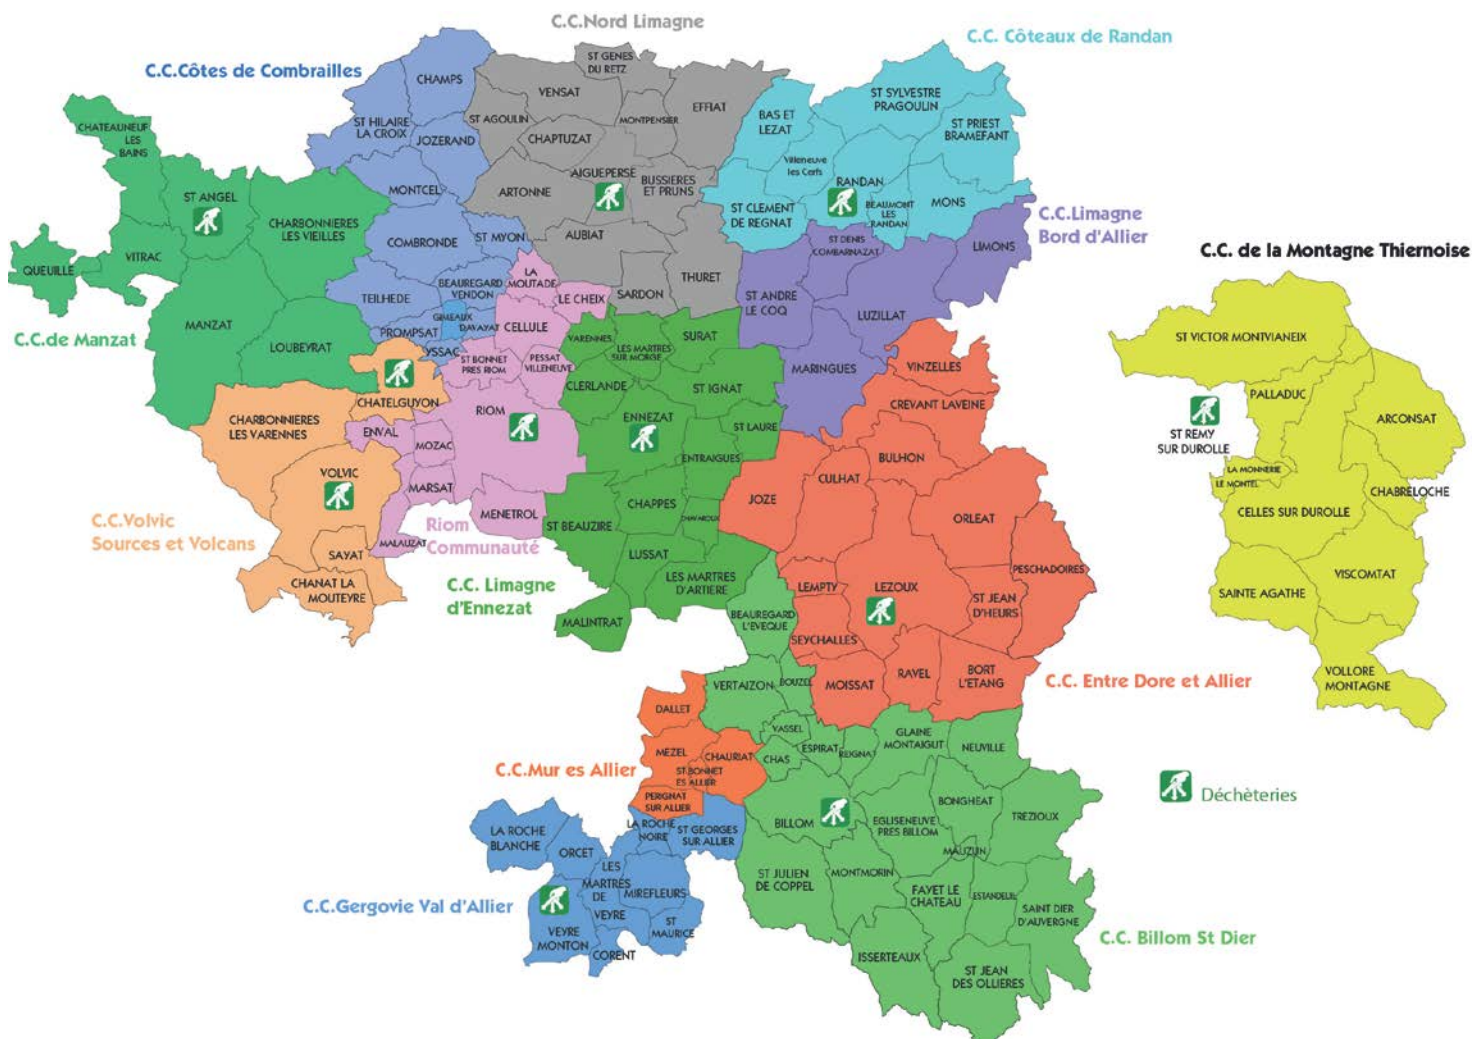 C.C.Nord Limagne
C.C. Côteaux de Randan
C.C.Côtes de Combrailles
CHAMPS
ST GENES
DU RETZ
VENSAT
EFFIAT
ST SYLVESTRE
PRAGOULIN
CHATEAUNEUF
LES
BAINS
ST HILAIRE
LA CROIX
JOZERAND
ST AGOULIN
CHAPTUZAT
MONTPENSIER
BAS ET
LEZAT
ST PRIEST
BRAMEFANT
Villeneuve
les Cerfs
ST ANGEL
MONTCEL
ARTONNE
AIGUEPERSE
BUSSIERES
ET PRUNS
RANDAN
MONS
BEAUMONT
LES
RANDAN
ST CLEMENT
DE REGNAT
CHARBONNIERES
LES VIEILLES
COMBRONDE
ST MYON
AUBIAT
C.C.Limagne
Bord d'Allier
ST DENIS
COMBARNAZAT
LIMONS
C.C. de la Montagne Thiernoise
QUEUILLE
VITRAC
LA
MOUTADE
THURET
SARDON
BEAUREGARD
VENDON
TEILHEDE
LE CHEIX
ST ANDRE
LE COQ
LUZILLAT
C.C.de Manzat
MANZAT
LOUBEYRAT
GIMEAUX
DAVAYAT
PROMPSAT
YSSAC
CELLULE
VARENNES
LES MARTRES
SUR MORGE
SURAT
ST VICTOR MONTVIANEIX
ST BONNET
PRES RIOM
PESSAT
VILLENEUVE
MARINGUES
VINZELLES
CLERLANDE
ST IGNAT
CHATELGUYON
PALLADUC
CREVANT LAVEINE
CHARBONNIERES
LES VARENNES
RIOM
ENNEZAT
ST LAURE
ARCONSAT
ST REMY
SUR DUROLLE
ENVAL
MOZAC
ENTRAIGUES
BULHON
VOLVIC
MARSAT
CULHAT
JOZE
LA MONNERIE
LE MONTEL
CHABRELOCHE
CHAPPES
CHAVAROUX
ORLEAT
CELLES SUR DUROLLE
MENETROL
C.C.Volvic
Sources et Volcans
Riom
Communauté
ST BEAUZIRE
MALAUZAT
SAYAT
LUSSAT
CHANAT LA
MOUTEYRE
C.C. Limagne
d'Ennezat
LES MARTRES
D'ARTIERE
PESCHADOIRES
VISCOMTAT
LEMPTY
LEZOUX
ST JEAN
D'HEURS
SAINTE AGATHE
BEAUREGARD
L'EVEQUE
MALINTRAT
SEYCHALLES
VERTAIZON
BOUZEL
MOISSAT
RAVEL
BORT
L'ETANG
C.C. Entre Dore et Allier
VOLLORE
MONTAGNE
DALLET
VASSEL
ESPIRAT
REIGNAT
GLAINE
MONTAIGUT
NEUVILLE
MEZEL
CHAURIAT
CHAS
C.C.Mur es Allier
ST BONNET
ES ALLIER
PERIGNAT
SUR ALLIER
Déchèteries
BONGHEAT
TREZIOUX
BILLOM
EGLISENEUVE
PRES BILLOM
MAUZUN
LA ROCHE
BLANCHE
LA ROCHE
NOIRE
ST GEORGES
SUR ALLIER
ORCET
LES
MARTRES
DE
VEYRE
MIREFLEURS
ST JULIEN
DE COPPEL
MONTMORIN
FAYET LE
CHATEAU
ESTANDEUIL
SAINT DIER
D'AUVERGNE
C.C.Gergovie Val d'Allier
VEYRE
MONTON
ST
MAURICE
CORENT
C.C. Billom St Dier
ISSERTEAUX
ST JEAN
DES OLLIERES